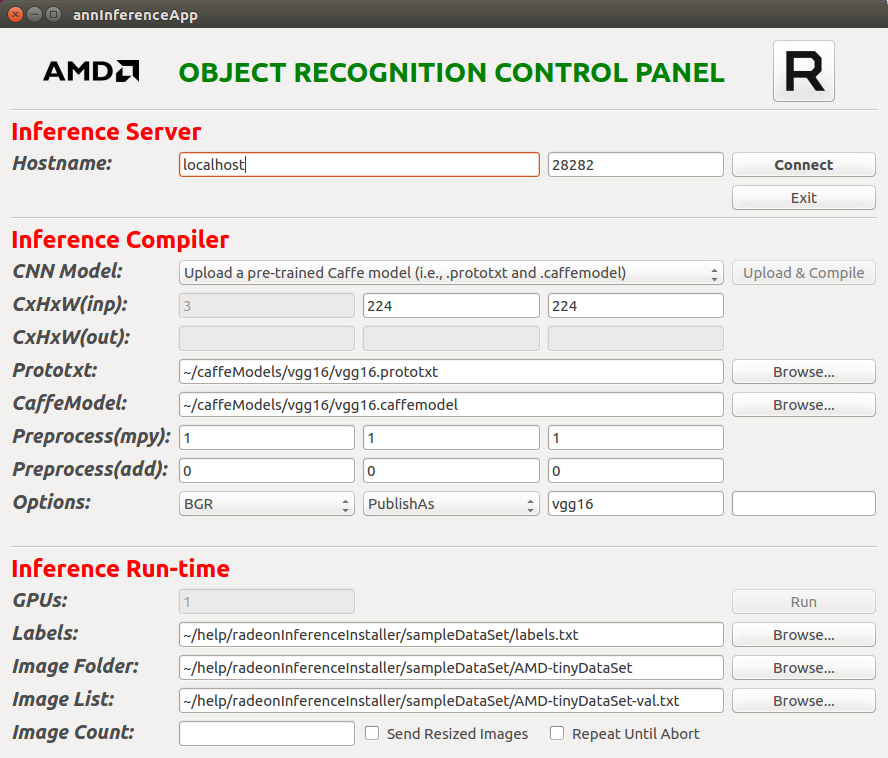 annInferenceApp
AMD OBJECT RECOGNITION CONTROL PANEL R
Inference Server
Hostname: localhost 28282 Connect
Exit
Inference Compiler
CNN Model: Upload a pre-trained Caffe model (i.e., .prototxt and .caffemodel) Upload & Compile
CxHxW(inp): 3 224 224
CxHxW(out):
Prototxt: ~/caffeModels/vgg16/vgg16.prototxt Browse...
CaffeModel: ~/caffeModels/vgg16/vgg16.caffemodel Browse...
Preprocess(mpy): 1 1 1
Preprocess(add): 0 0 0
Options: BGR PublishAs vgg16
Inference Run-time
GPUs: 1 Run
Labels: ~/help/radeonInferenceInstaller/sampleDataSet/labels.txt Browse...
Image Folder: ~/help/radeonInferenceInstaller/sampleDataSet/AMD-tinyDataSet Browse...
Image List: ~/help/radeonInferenceInstaller/sampleDataSet/AMD-tinyDataSet-val.txt Browse...
Image Count: Send Resized Images Repeat Until Abort